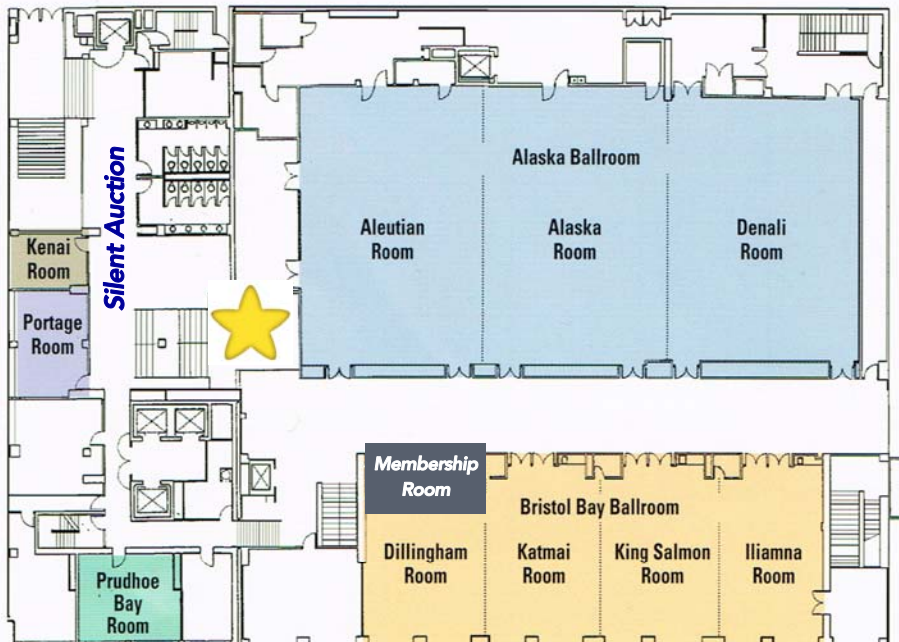 Alaska Ballroom
Silent Auction
Aleutian
Room
Alaska
Room
Denali
Room
Kenai
Room
Portage
Room
Membership
Room
Bristol Bay Ballroom
Dillingham
Room
Katmai
Room
King Salmon
Room
Iliamna
Room
Prudhoe
Bay
Room